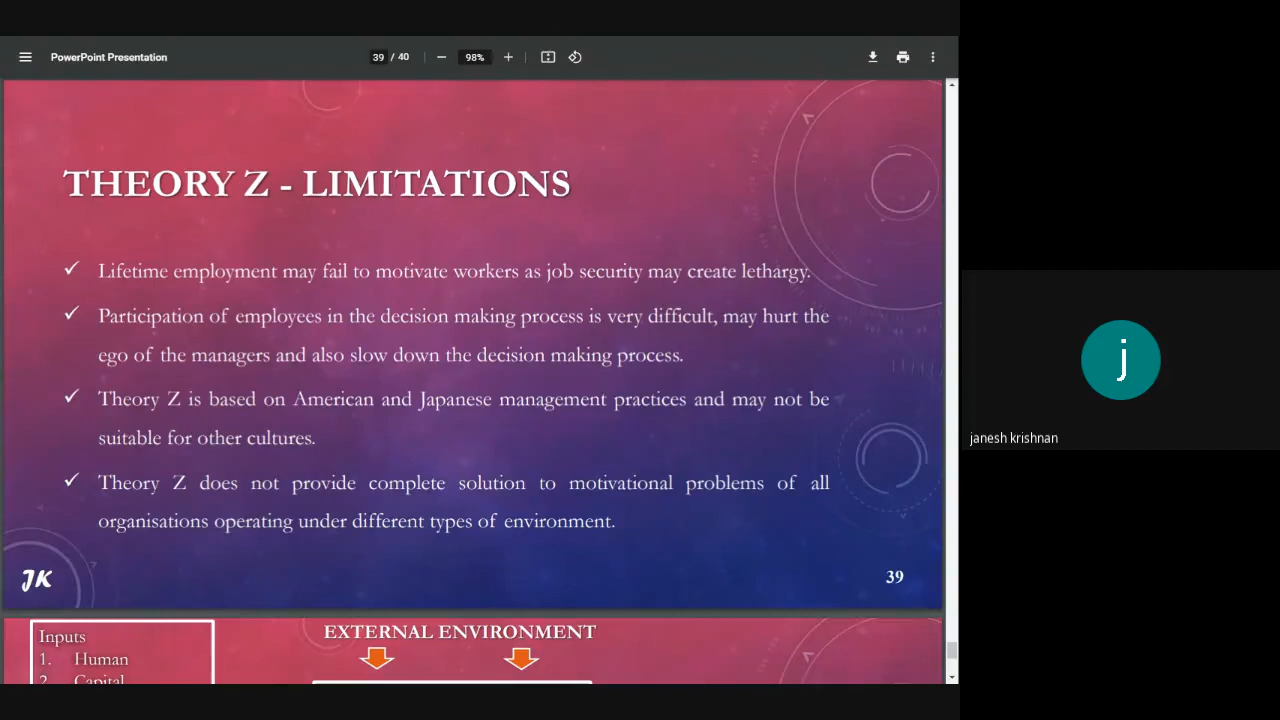 PowerPoint Presentation
39 / 40
98%
THEORY Z - LIMITATIONS
✓ Lifetime employment may fail to motivate workers as job security may create lethargy.
✓ Participation of employees in the decision making process is very difficult, may hurt the
ego of the managers and also slow down the decision making process.
✓ Theory Z is based on American and Japanese management practices and may not be
suitable for other cultures.
✓ Theory Z does not provide complete solution to motivational problems of all
organisations operating under different types of environment.
JK
39
Inputs
1. Human
2. Capital
EXTERNAL ENVIRONMENT
j
janesh krishnan